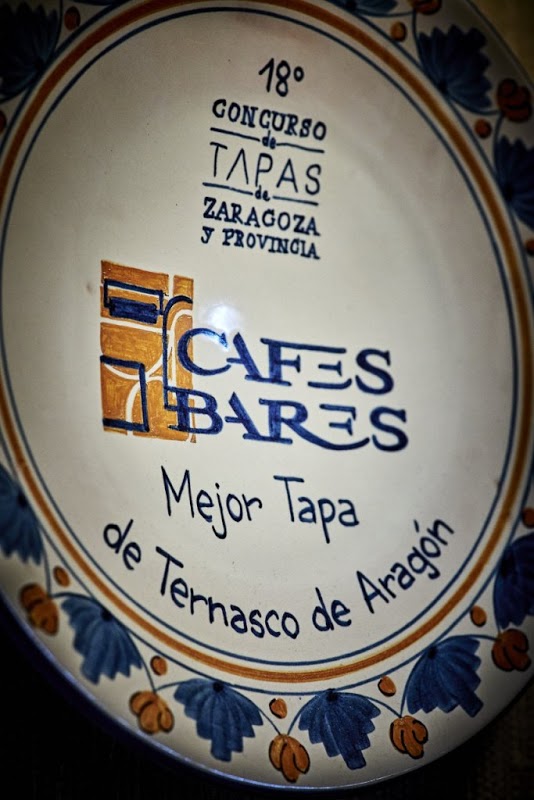 18º
CONCURSO
de
TAPAS
de
ZARAGOZA
y PROVINCIA
CAFES
BARES
Mejor Tapa
de Ternasco de Aragón